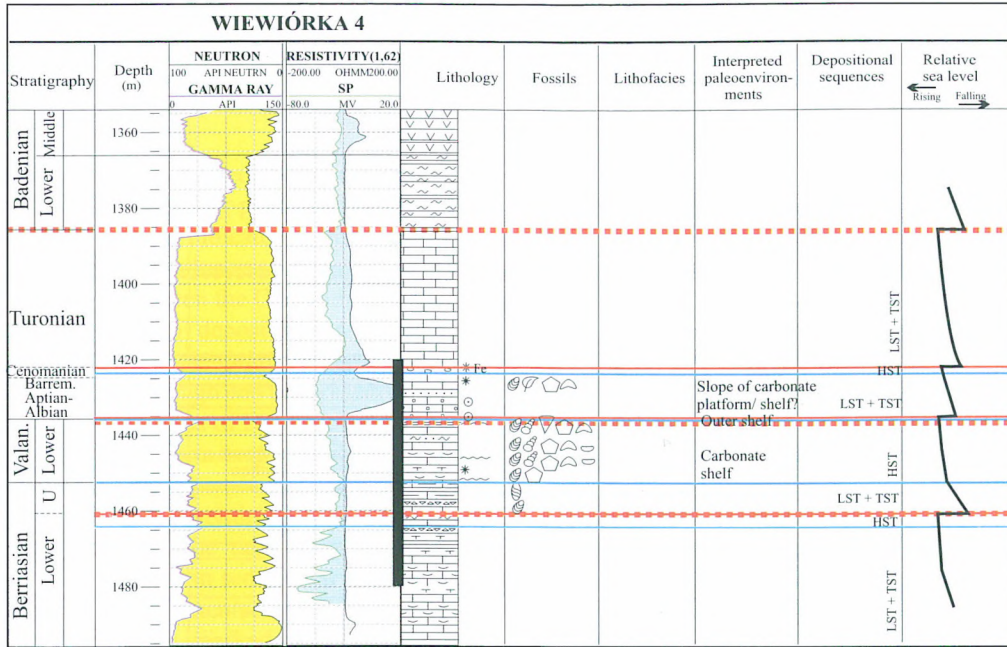 WIEWIÓRKA 4
Stratigraphy
Depth
(m)
NEUTRON
100 API NEUTRN 0
GAMMA RAY
0 API 150
RESISTIVITY(1,62)
-200.00 OHMM200.00
SP
-80.0 MV 20.0
Lithology
Fossils
Lithofacies
Interpreted
paleoenviron-
ments
Depositional
sequences
Relative
sea level
Rising Falling
Badenian
Middle
Lower
1360
1380
1400
Turonian
LST + TST
1420
Cenomanian
Fe
HST
Barrem.
Aptian-
Albian
Slope of carbonate
platform/ shelf?
LST + TST
Outer shelf
Valan.
Lower
1440
Carbonate
shelf
HST
U
LST + TST
1460
HST
Berriasian
Lower
1480
LST + TST